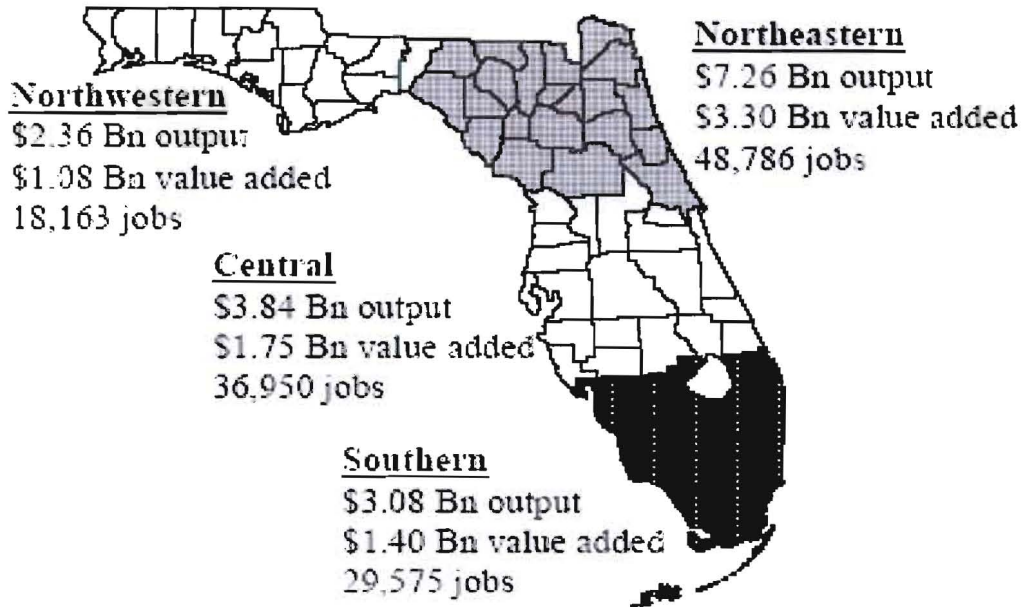 Northeastern
$7.26 Bn output
$3.30 Bn value added
48,786 jobs
Northwestern
$2.36 Bn output
$1.08 Bn value added
18,163 jobs
Central
$3.84 Bn output
$1.75 Bn value added
36,950 jobs
Southern
$3.08 Bn output
$1.40 Bn value added
29,575 jobs